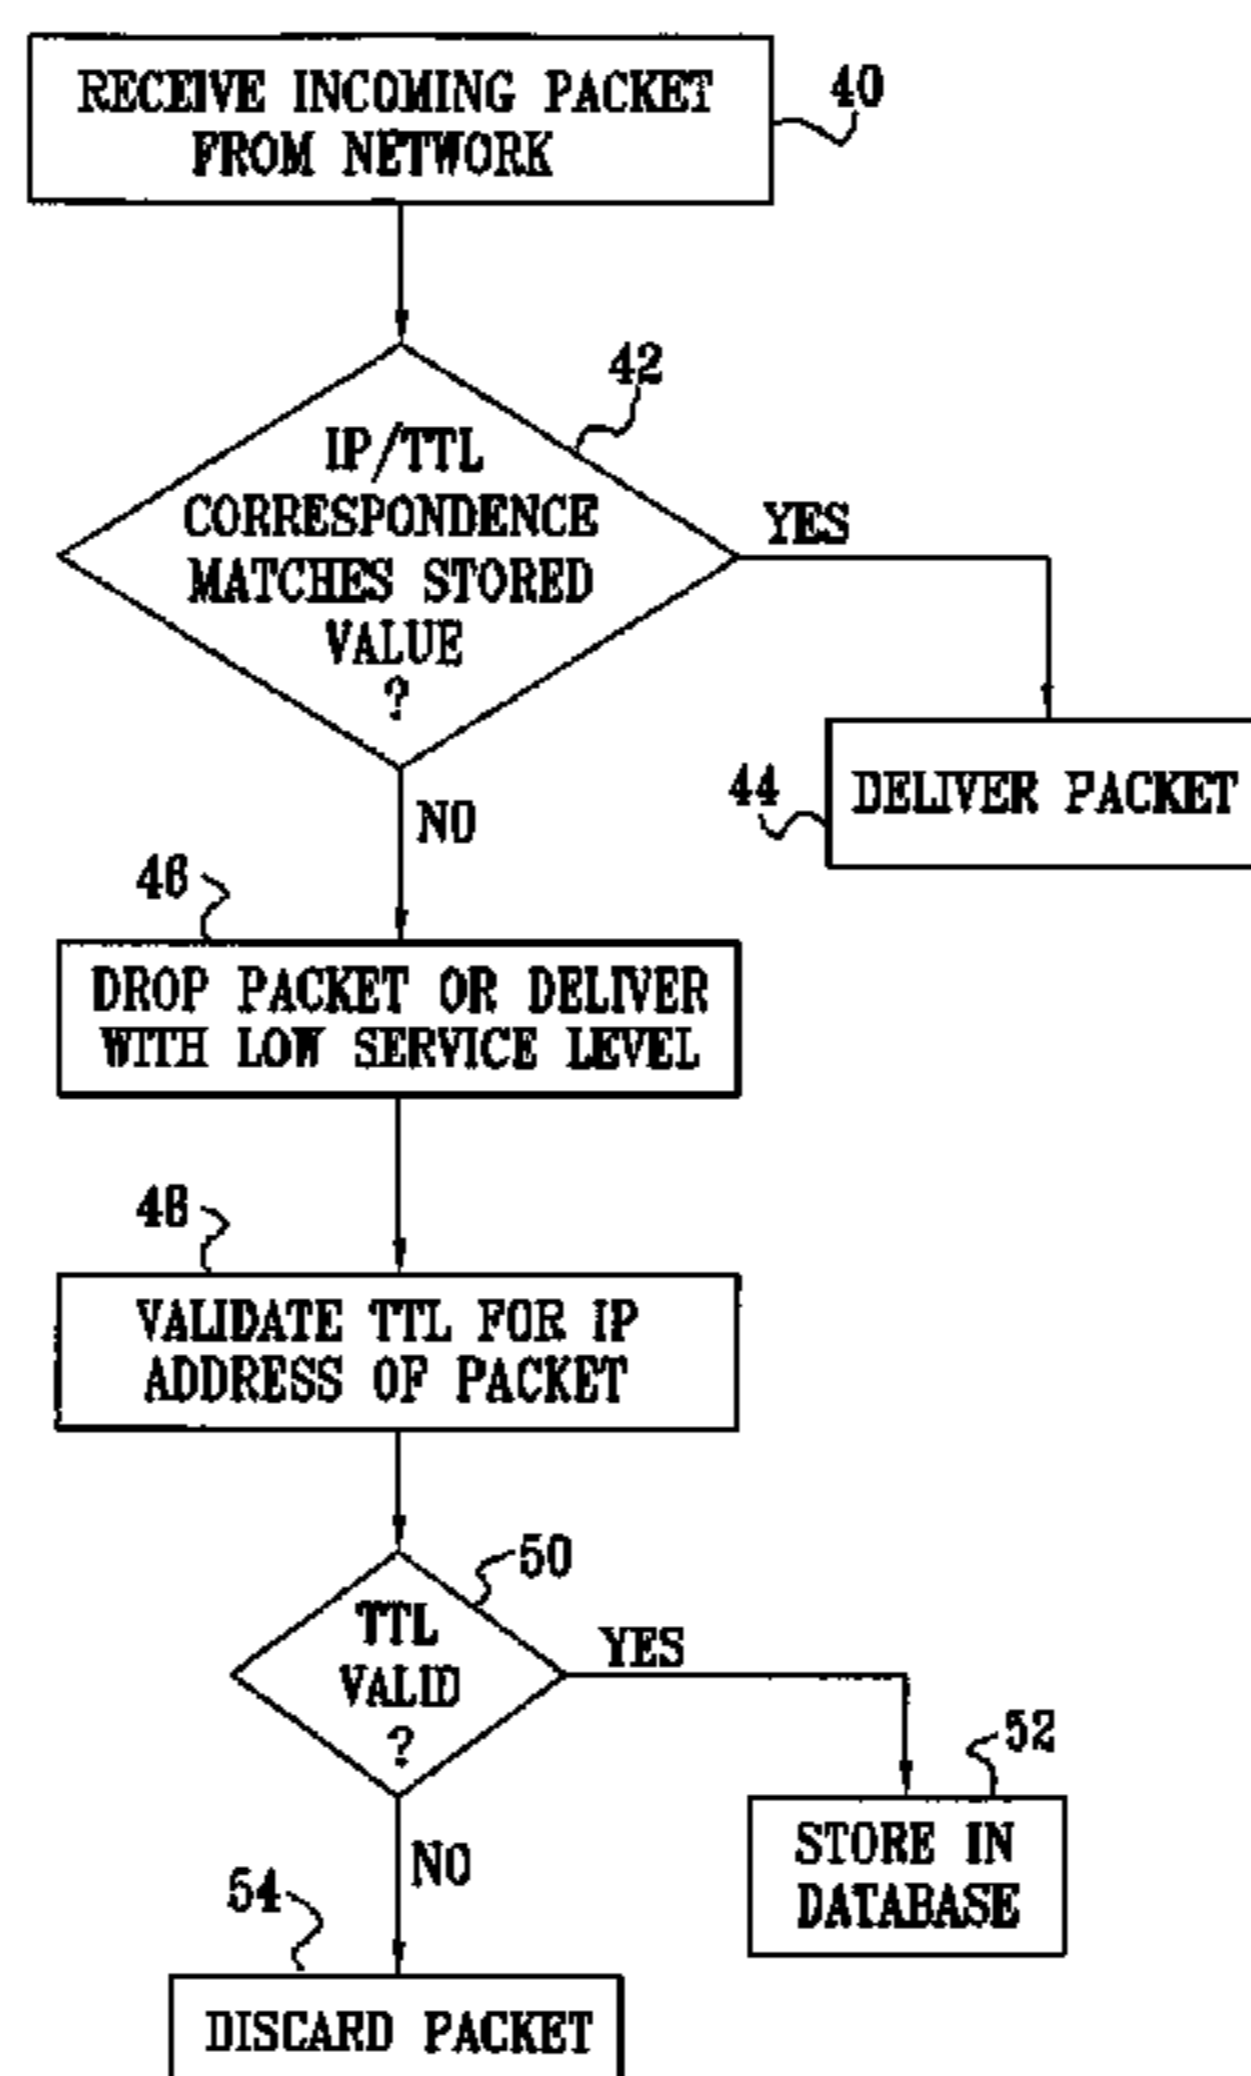 RECEIVE INCOMING PACKET
FROM NETWORK
40
42
IP/TTL
CORRESPONDENCE
MATCHES STORED
VALUE
?
YES
44
DELIVER PACKET
NO
46
DROP PACKET OR DELIVER
WITH LOW SERVICE LEVEL
48
VALIDATE TTL FOR IP
ADDRESS OF PACKET
50
TTL
VALID
?
YES
52
STORE IN
DATABASE
NO
54
DISCARD PACKET